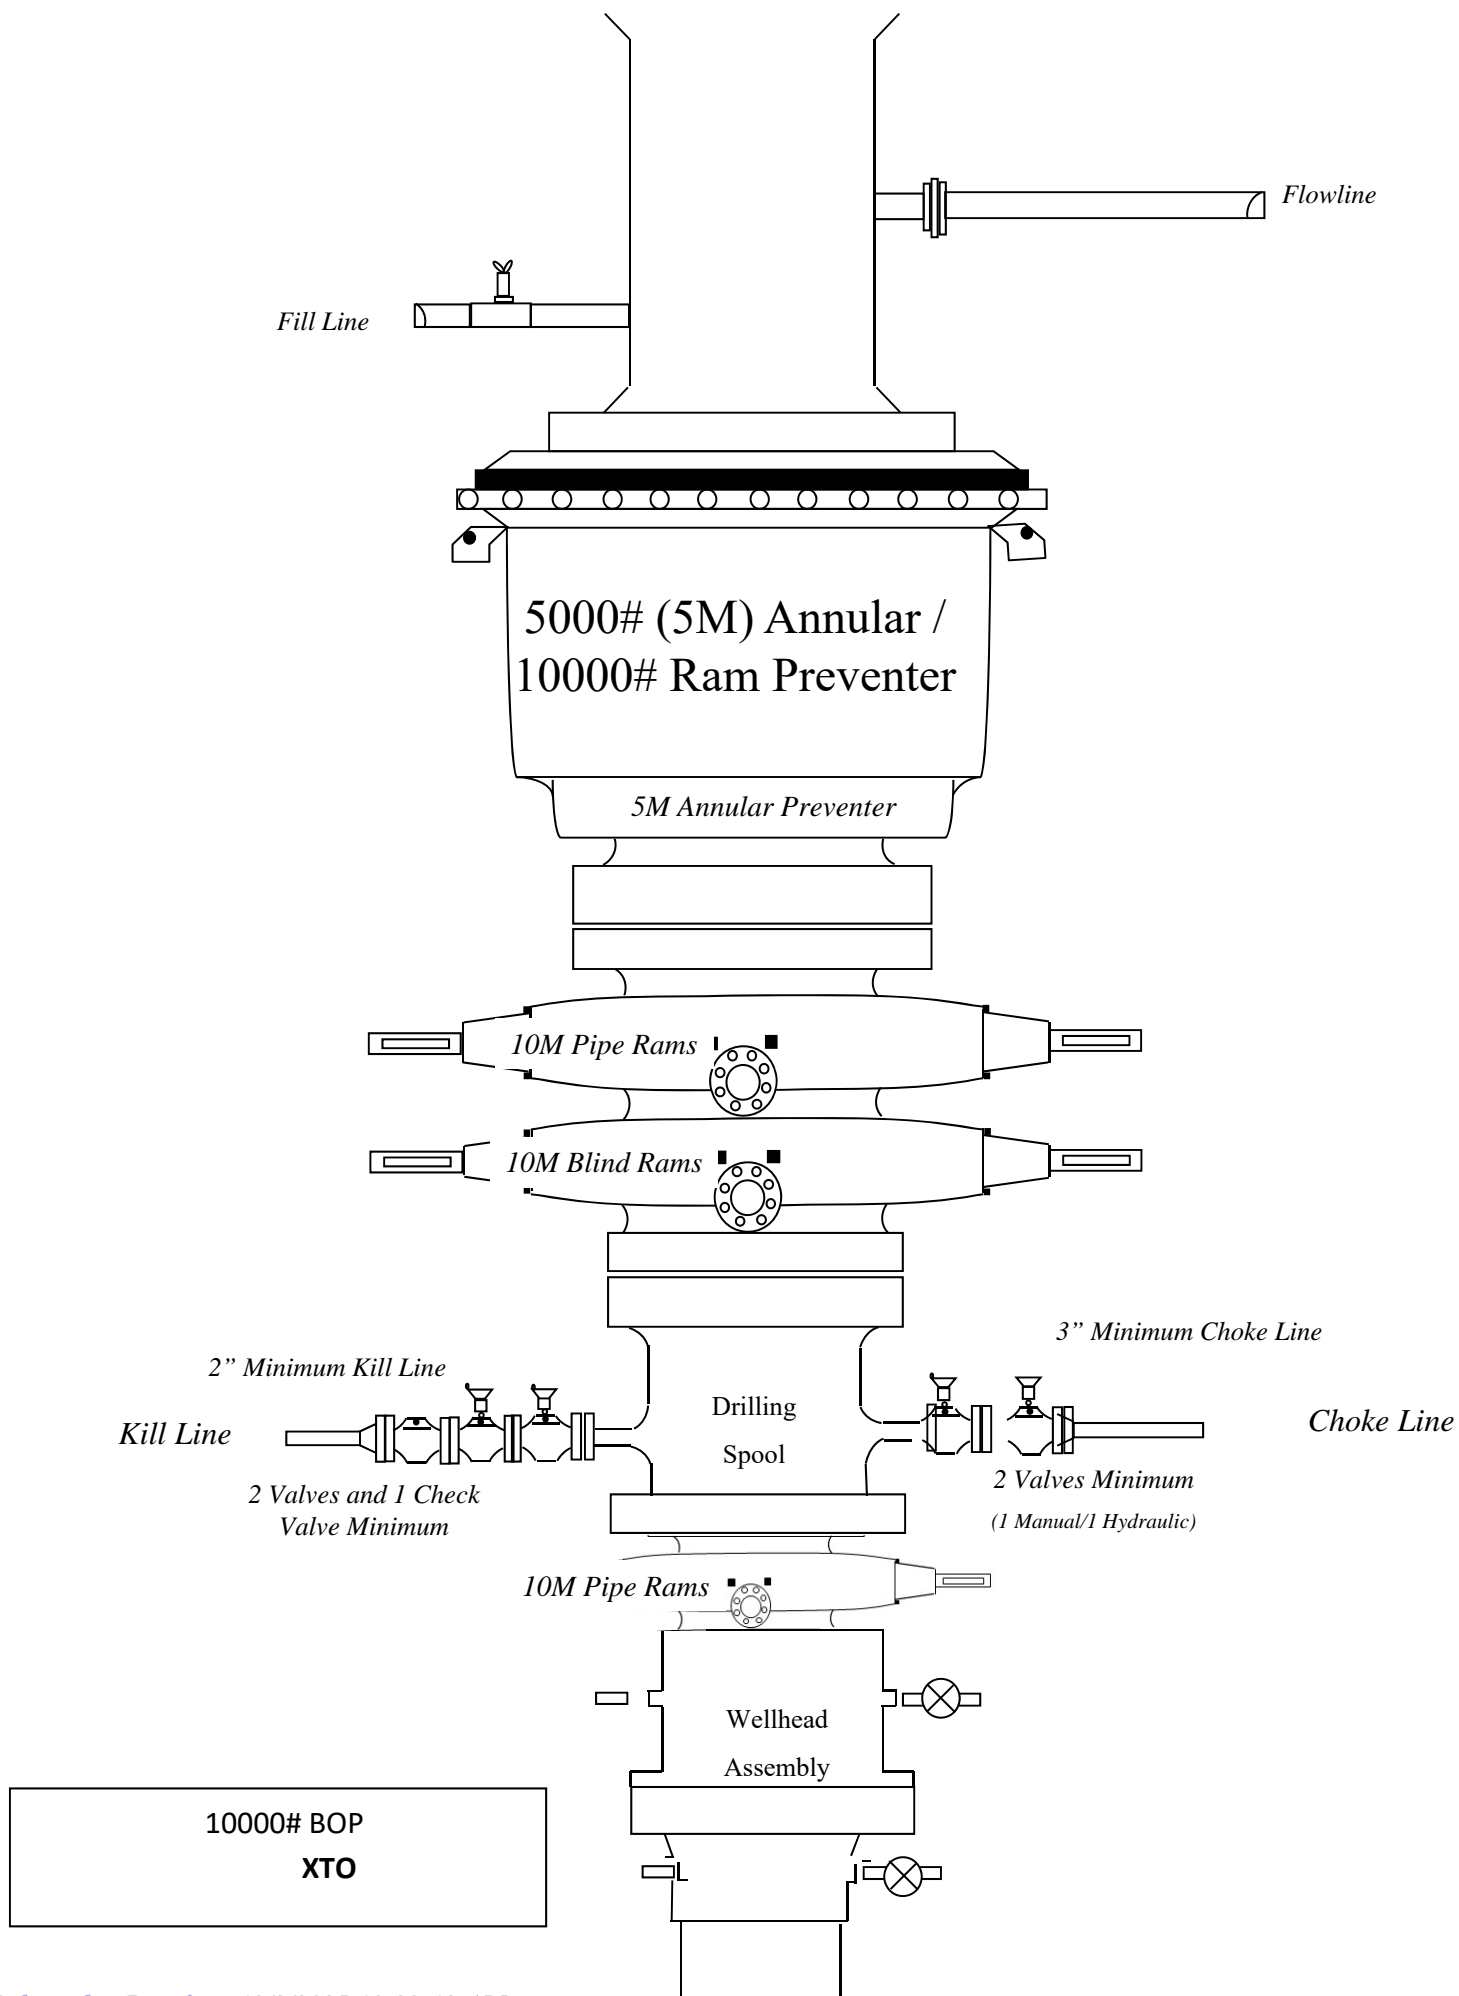 Flowline
Fill Line
5000# (5M) Annular /
10000# Ram Preventer
5M Annular Preventer
10M Pipe Rams
10M Blind Rams
3” Minimum Choke Line
2” Minimum Kill Line
Drilling
Spool
Kill Line
Choke Line
2 Valves and 1 Check
Valve Minimum
2 Valves Minimum
(1 Manual/1 Hydraulic)
10M Pipe Rams
Wellhead
Assembly
10000# BOP
XTO